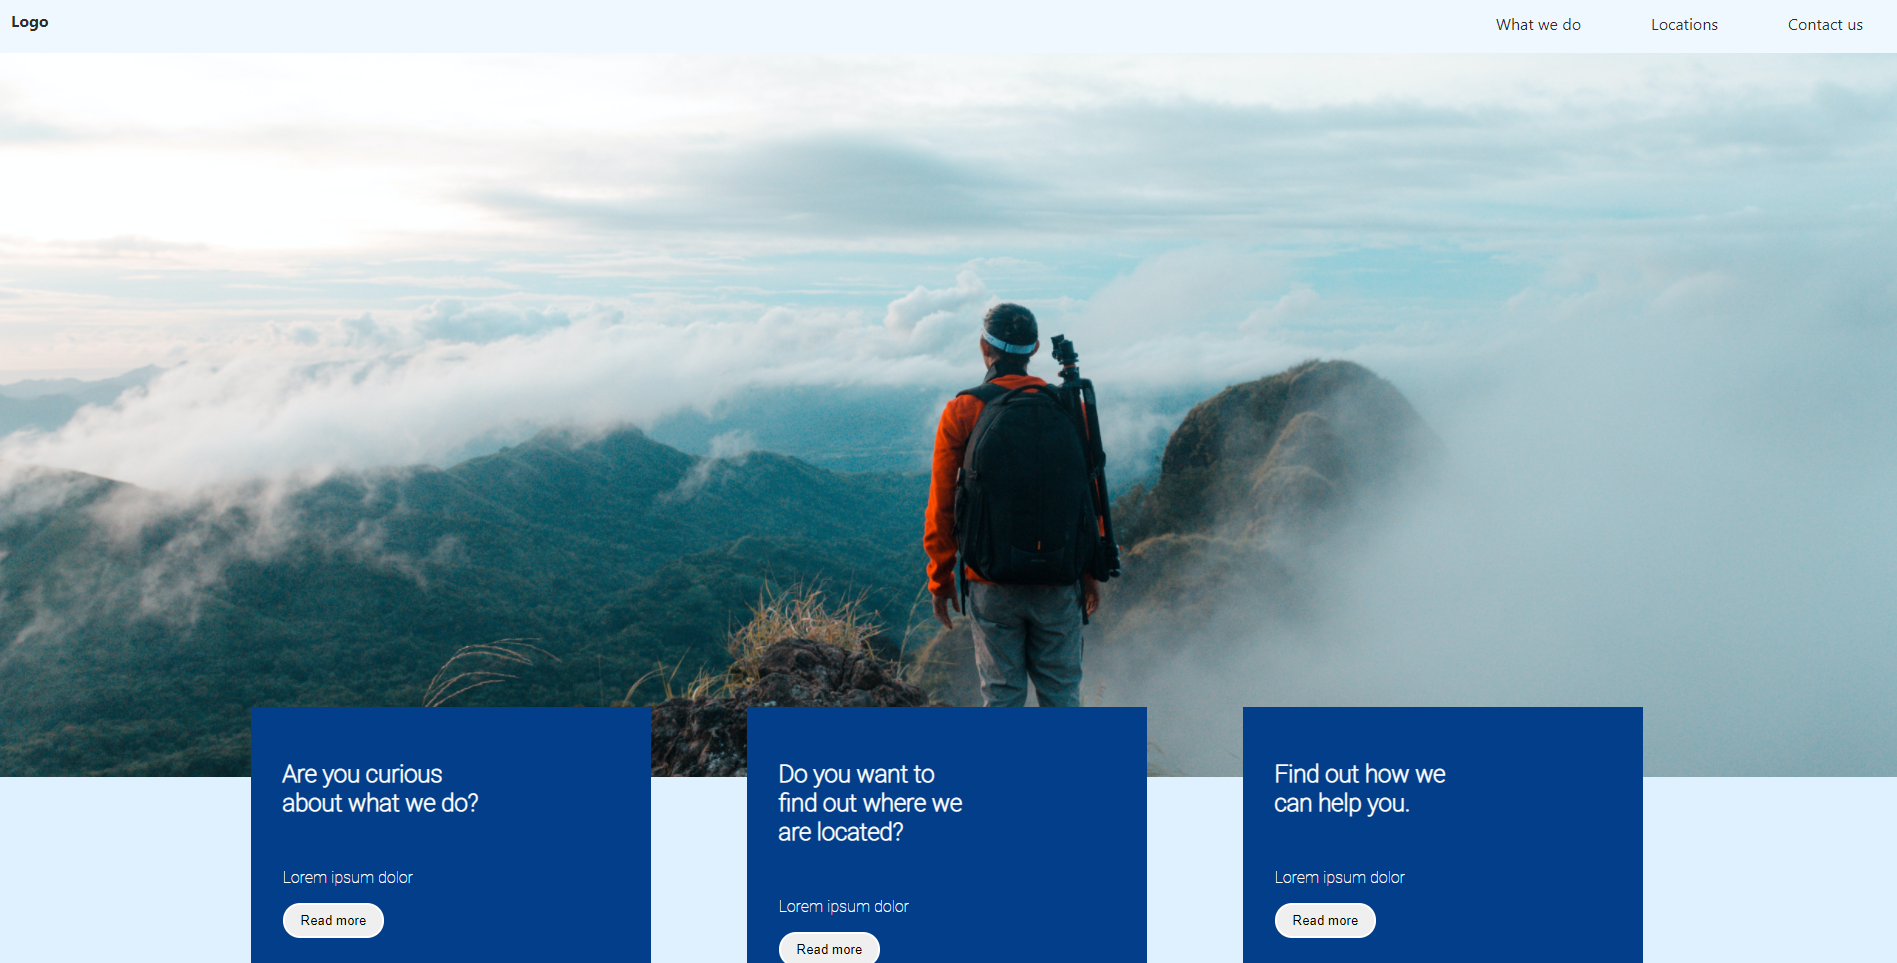 Logo
What we do
Locations
Contact us
Are you curious
about what we do?
Lorem ipsum dolor
Read more
Do you want to
find out where we
are located?
Lorem ipsum dolor
Read more
Find out how we
can help you.
Lorem ipsum dolor
Read more